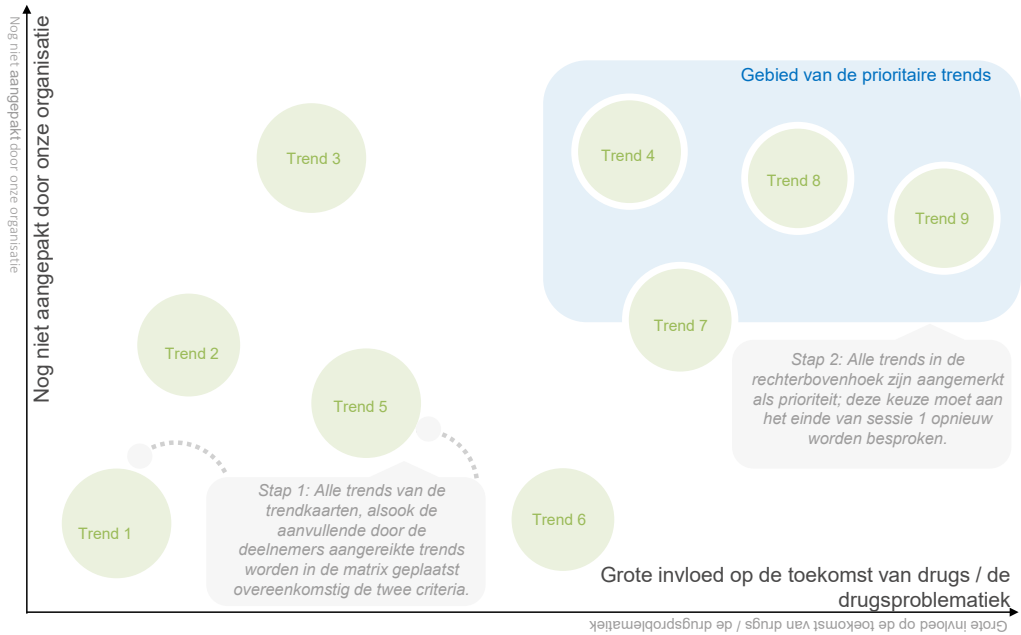 Nog niet aangepakt door onze organisatie
Nog niet aangepakt door onze organisatie
Gebied van de prioritaire trends
Trend 3
Trend 4
Trend 8
Trend 9
Trend 7
Trend 2
Trend 5
Stap 2: Alle trends in de
rechterbovenhoek zijn aangemerkt
als prioriteit; deze keuze moet aan
het einde van sessie 1 opnieuw
worden besproken.
Trend 1
Stap 1: Alle trends van de
trendkaarten, alsook de
aanvullende door de
deelnemers aangereikte trends
worden in de matrix geplaatst
overeenkomstig de twee criteria.
Trend 6
Grote invloed op de toekomst van drugs / de
drugsproblematiek
Grote invloed op de toekomst van drugs / de drugsproblematiek